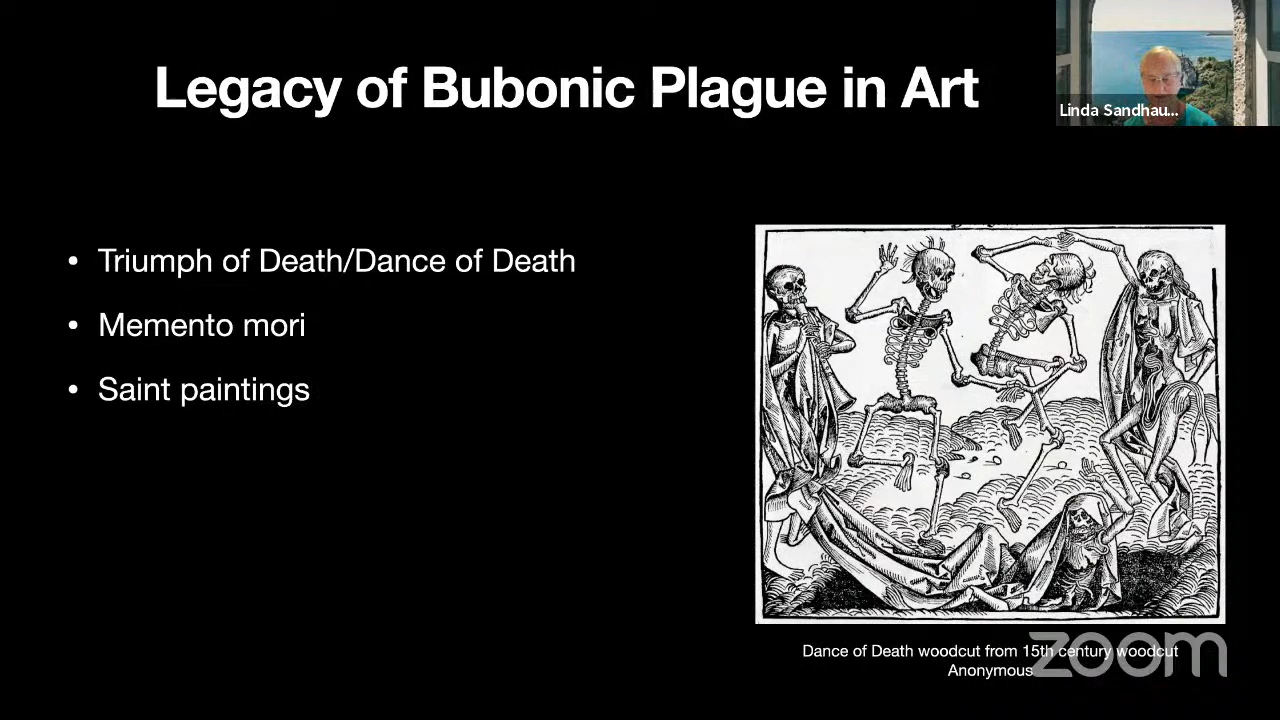 Legacy of Bubonic Plague in Art
Linda Sandhau...
• Triumph of Death/Dance of Death
• Memento mori
• Saint paintings
Dance of Death woodcut from 15th century woodcut
Anonymous
zoom